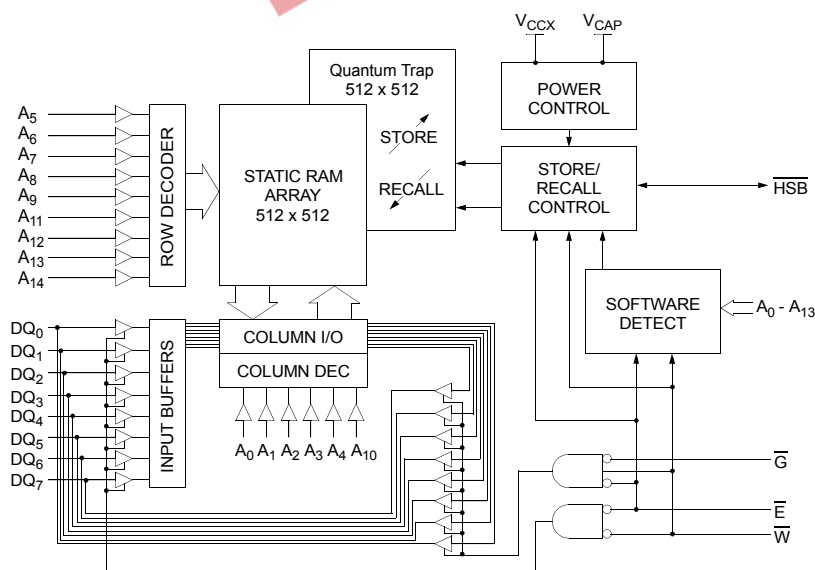 V_CCX V_CAP
Quantum Trap
512 x 512
POWER
CONTROL
A5
A6
A7
A8
A9
A11
A12
A13
A14
ROW DECODER
STATIC RAM
ARRAY
512 x 512
STORE
RECALL
STORE/
RECALL
CONTROL
HSB
SOFTWARE
DETECT
A0 - A13
DQ0
DQ1
DQ2
DQ3
DQ4
DQ5
DQ6
DQ7
INPUT BUFFERS
COLUMN I/O
COLUMN DEC
A0 A1 A2 A3 A4 A10
G
E
W